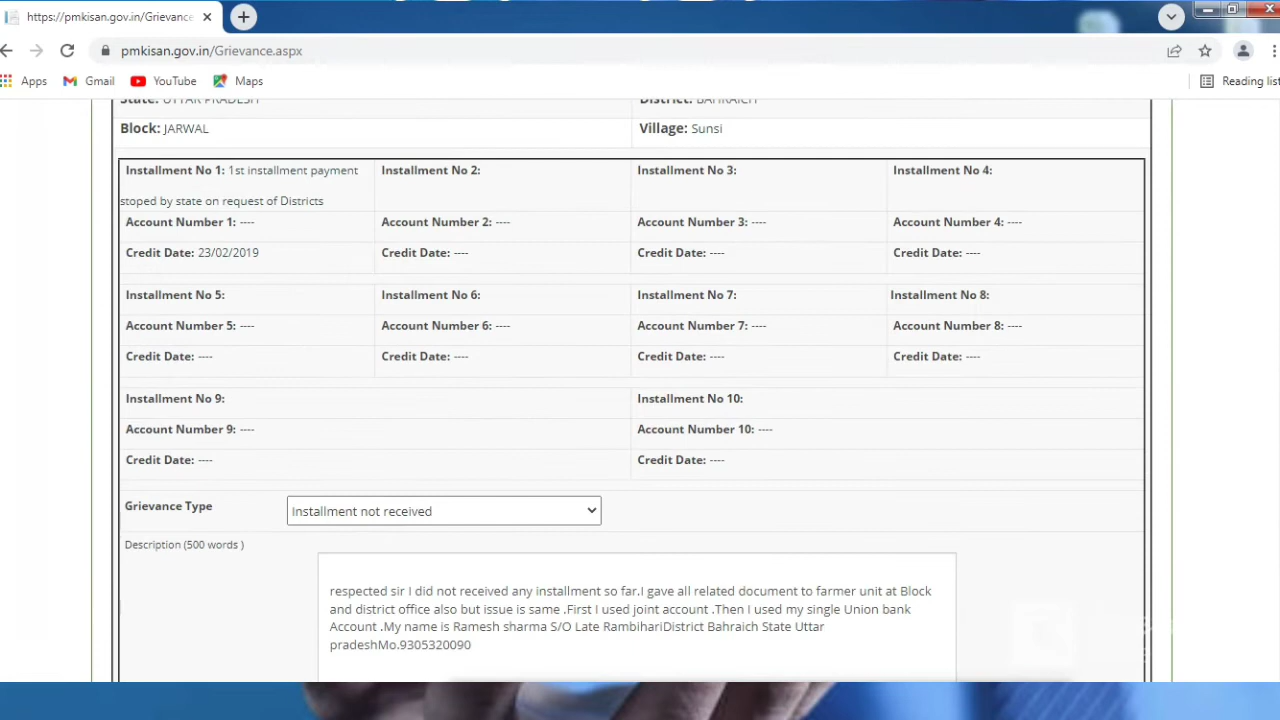 https://pmkisan.gov.in/Grievance
pmkisan.gov.in/Grievance.aspx
Apps Gmail YouTube Maps Reading list
State: UTTAR PRADESH District: BAHRAICH
Block: JARWAL Village: Sunsi
Installment No 1: 1st installment payment Installment No 2: Installment No 3: Installment No 4:
stoped by state on request of Districts
Account Number 1: ---- Account Number 2: ---- Account Number 3: ---- Account Number 4: ----
Credit Date: 23/02/2019 Credit Date: ---- Credit Date: ---- Credit Date: ----
Installment No 5: Installment No 6: Installment No 7: Installment No 8:
Account Number 5: ---- Account Number 6: ---- Account Number 7: ---- Account Number 8: ----
Credit Date: ---- Credit Date: ---- Credit Date: ---- Credit Date: ----
Installment No 9: Installment No 10:
Account Number 9: ---- Account Number 10: ----
Credit Date: ---- Credit Date: ----
Grievance Type Installment not received
Description (500 words )
respected sir I did not received any installment so far.I gave all related document to farmer unit at Block
and district office also but issue is same .First I used joint account .Then I used my single Union bank
Account .My name is Ramesh sharma S/O Late RambihariDistrict Bahraich State Uttar
pradeshMo.9305320090